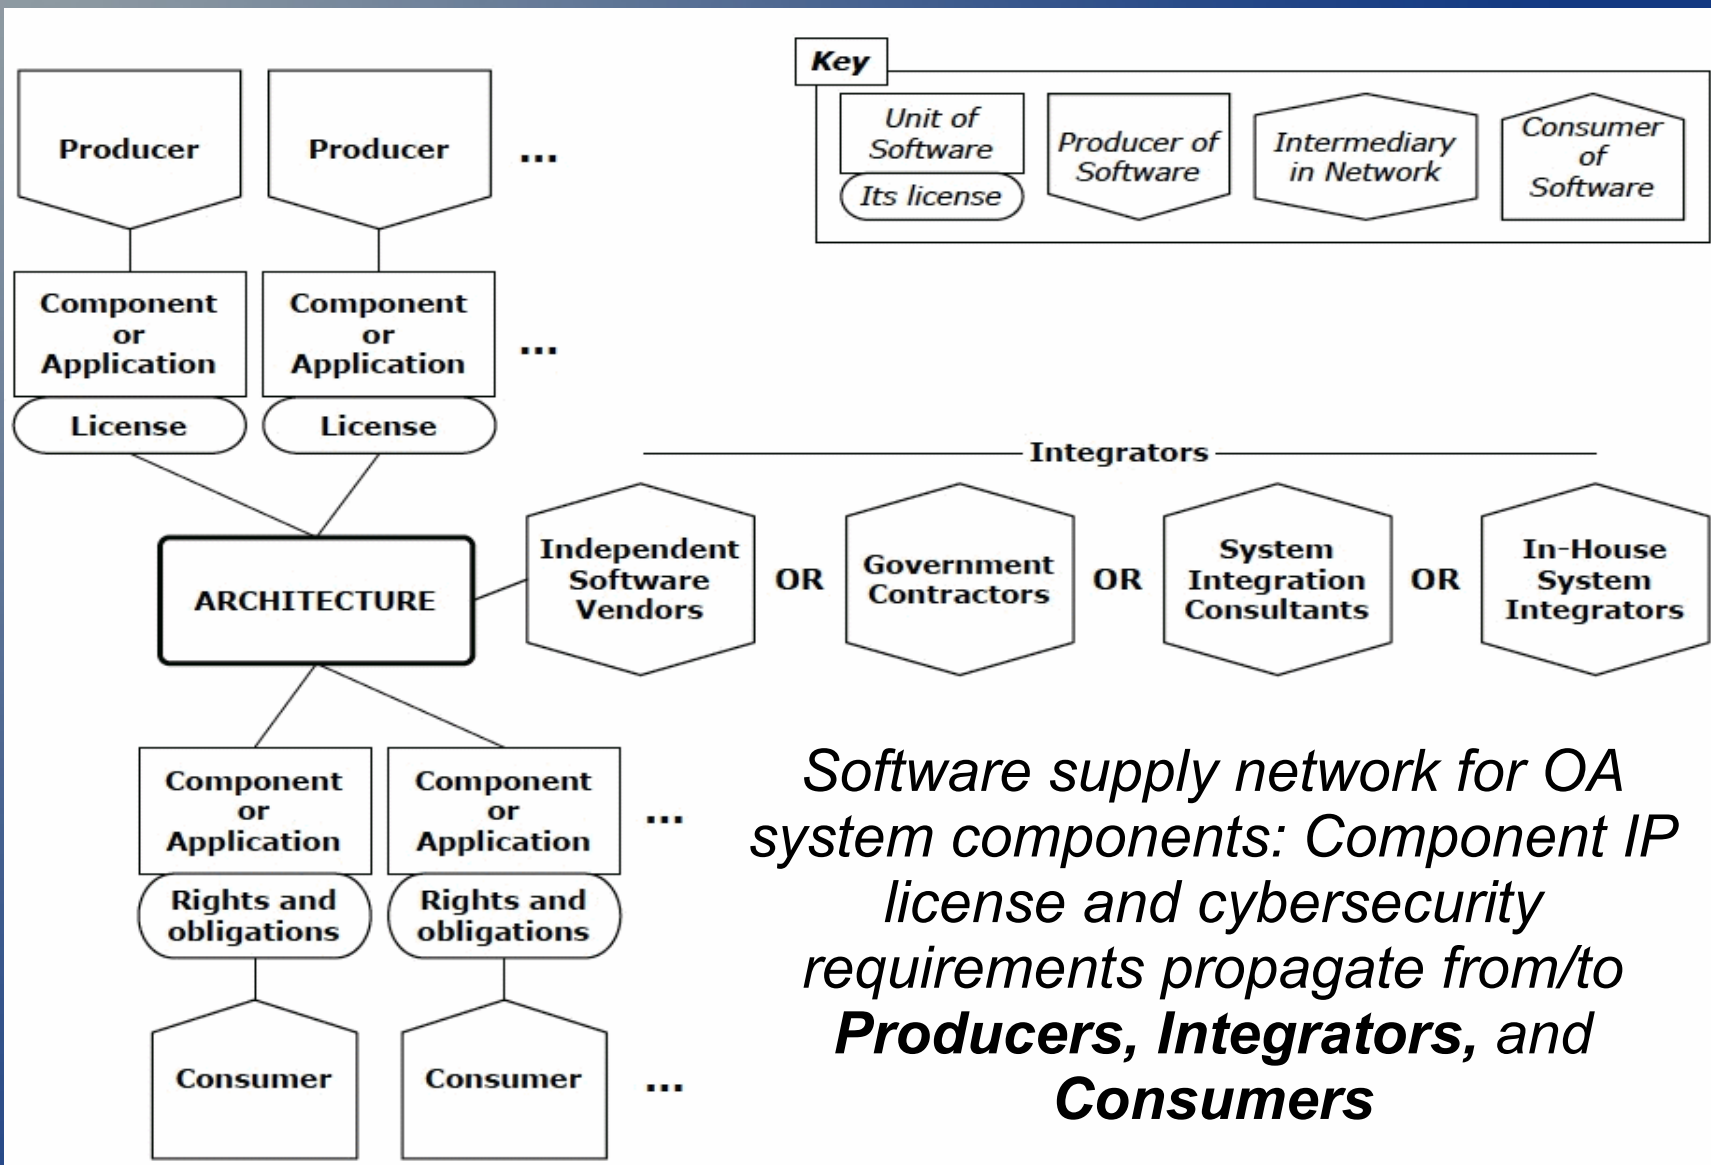 Key
Unit of
Software
Its license
Producer of
Software
Intermediary
in Network
Consumer
of
Software
Producer
Producer
...
Component
or
Application
Component
or
Application
...
License
License
Integrators
ARCHITECTURE
Independent
Software
Vendors
OR
Government
Contractors
OR
System
Integration
Consultants
OR
In-House
System
Integrators
Component
or
Application
Component
or
Application
...
Rights and
obligations
Rights and
obligations
Consumer
Consumer
...
Software supply network for OA
system components: Component IP
license and cybersecurity
requirements propagate from/to
Producers, Integrators, and
Consumers